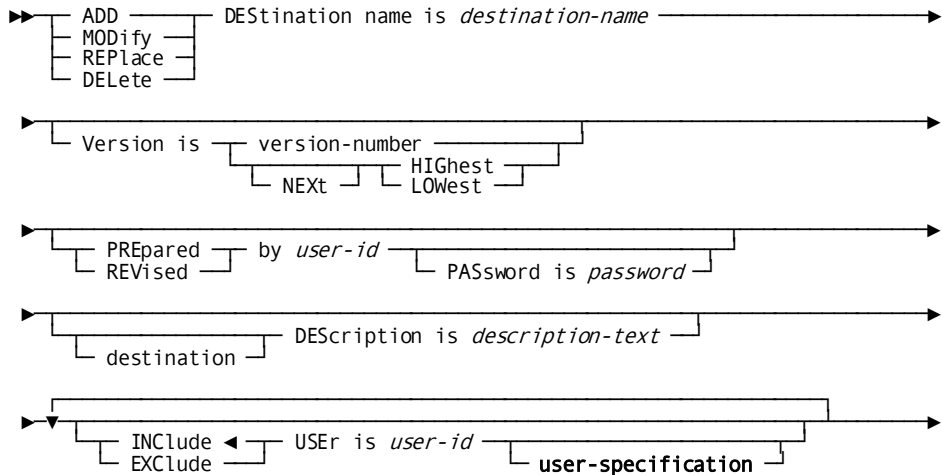 ADD DEStination name is destination-name
MODify
REPlace
DELete
Version is version-number
HIGhest
NEXt LOWest
PREpared by user-id
REVised PASsword is password
DEScription is description-text
destination
INClude USEr is user-id
EXClude user-specification